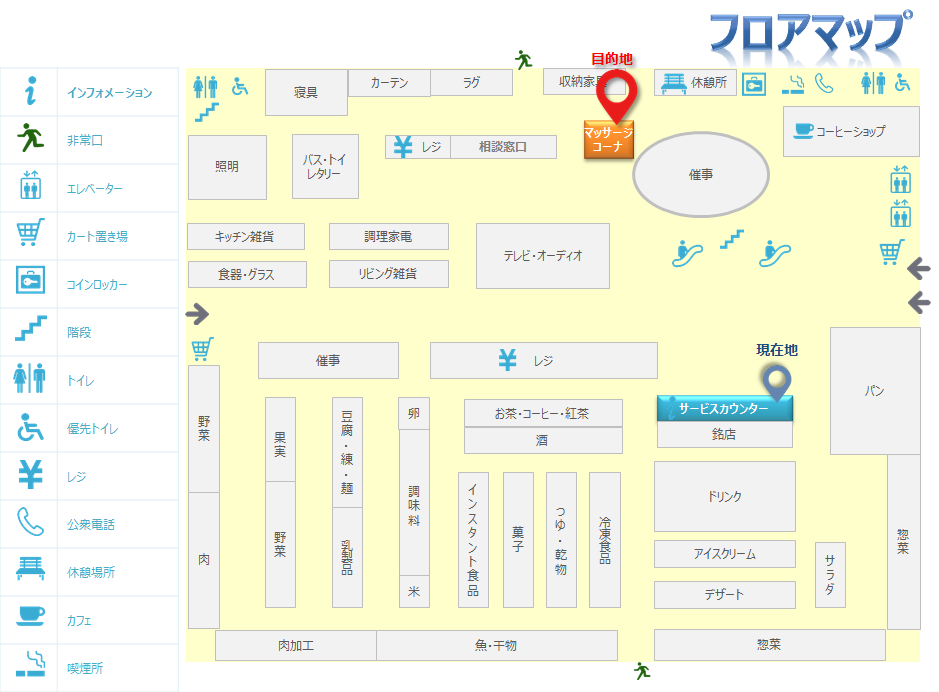 フロアマップ
インフォメーション
非常口
エレベーター
カート置き場
コインロッカー
階段
トイレ
優先トイレ
レジ
公衆電話
休憩場所
カフェ
喫煙所
目的地
寝具
カーテン
ラグ
収納家具
休憩所
マッサージ
コーナ
コーヒーショップ
照明
バス・トイ
レタリー
¥ レジ
相談窓口
催事
キッチン雑貨
調理家電
テレビ・オーディオ
食器・グラス
リビング雑貨
催事
¥ レジ
現在地
サービスカウンター
銘店
パン
野菜
肉
果実
野菜
豆腐・練・麺
乳製品
卵
調味料
米
お茶・コーヒー・紅茶
酒
インスタント食品
菓子
つゆ・乾物
冷凍食品
ドリンク
アイスクリーム
デザート
サラダ
惣菜
肉加工
魚・干物
惣菜